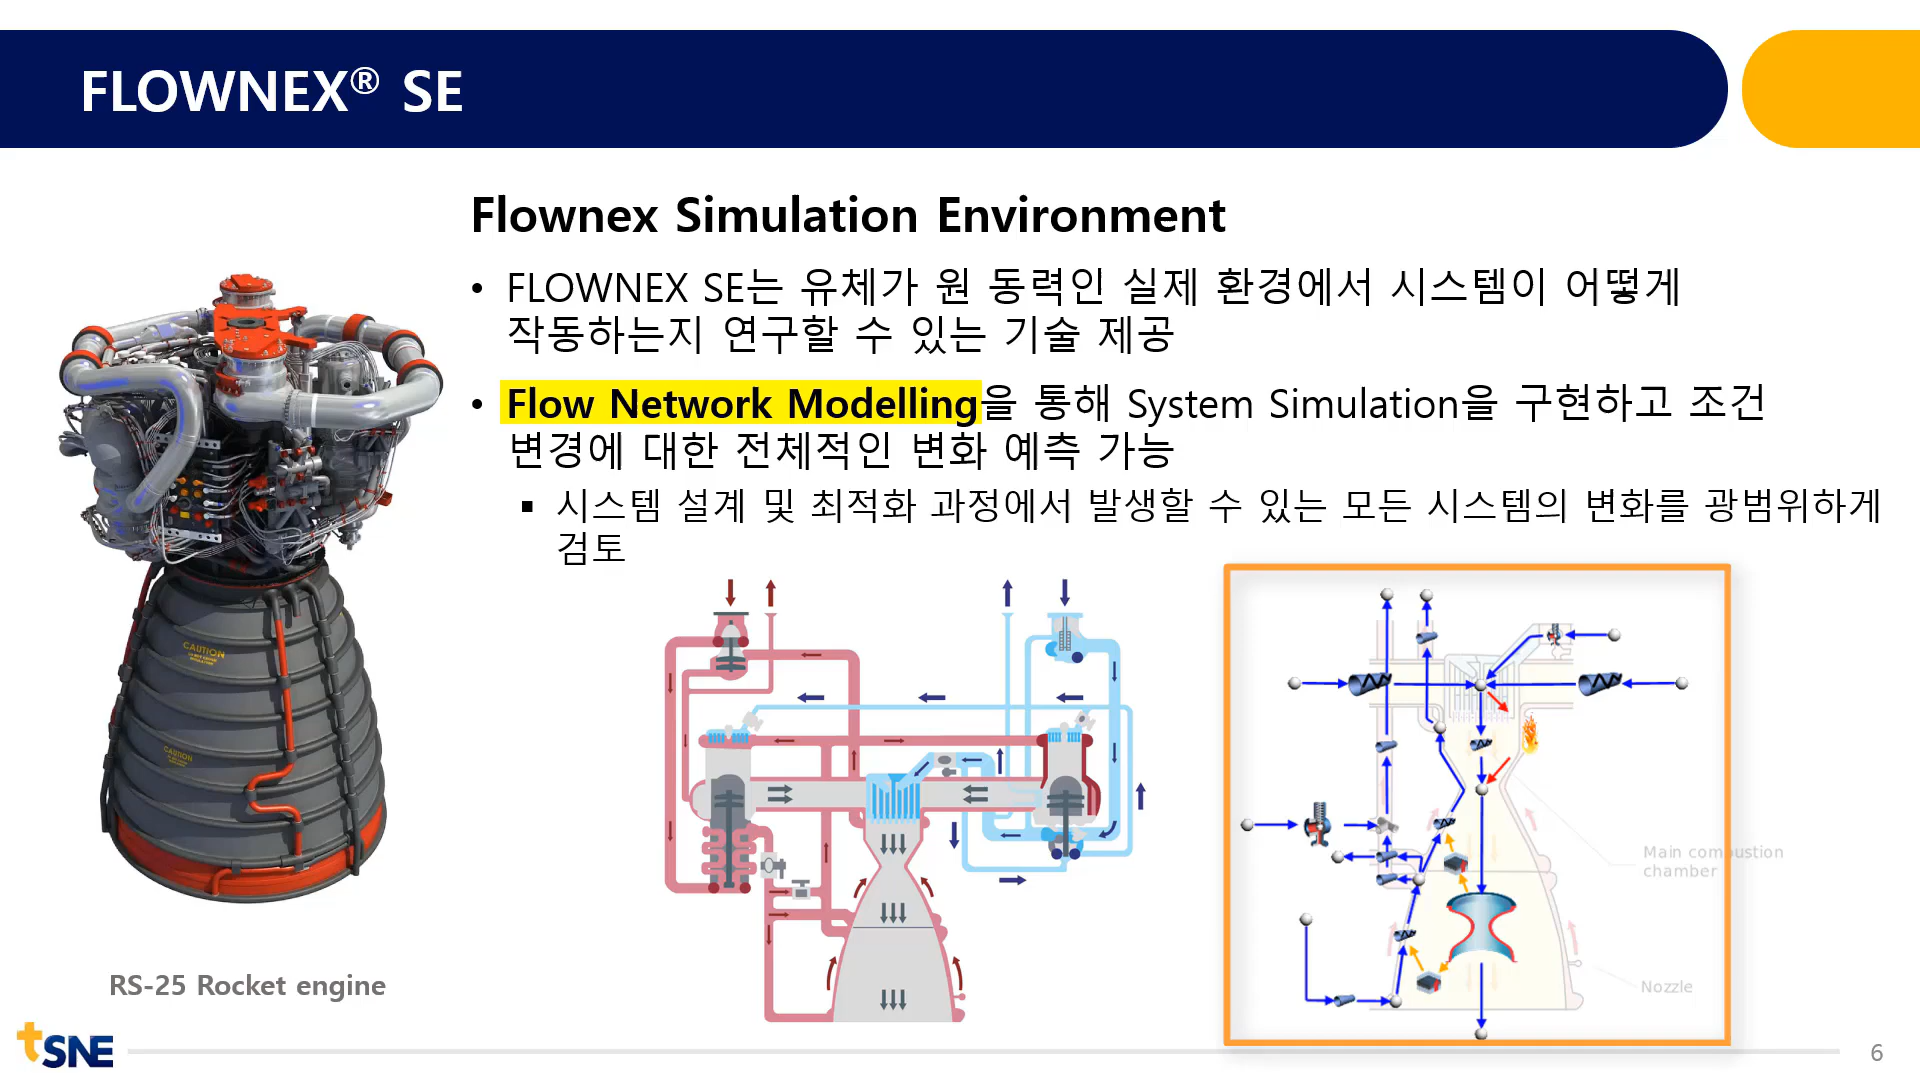 FLOWNEX® SE
Flownex Simulation Environment
• FLOWNEX SE는 유체가 원 동력인 실제 환경에서 시스템이 어떻게
작동하는지 연구할 수 있는 기술 제공
• Flow Network Modelling을 통해 System Simulation을 구현하고 조건
변경에 대한 전체적인 변화 예측 가능
▪ 시스템 설계 및 최적화 과정에서 발생할 수 있는 모든 시스템의 변화를 광범위하게
검토
CAUTION
CAUTION
Main combustion
chamber
Nozzle
RS-25 Rocket engine
tSNE
6